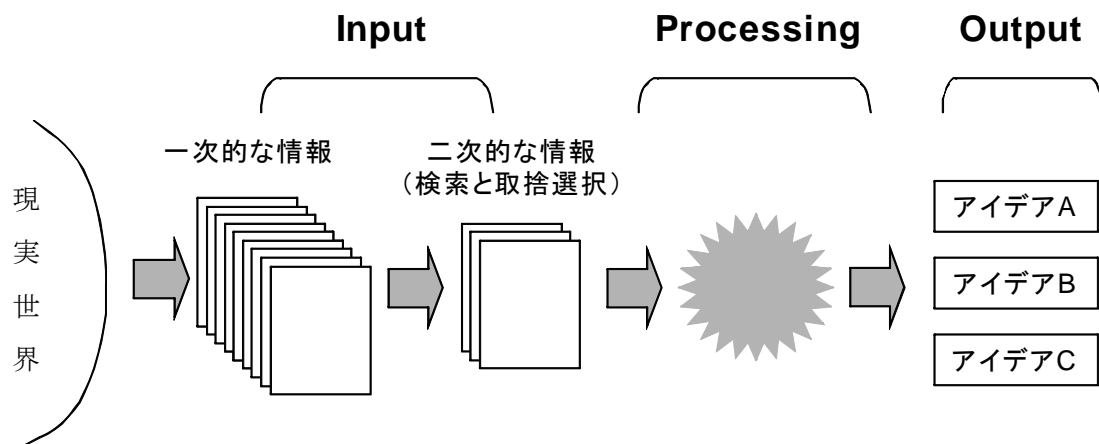 Input
Processing
Output
一次的な情報
二次的な情報
（検索と取捨選択）
現
実
世
界
アイデアA
アイデアB
アイデアC